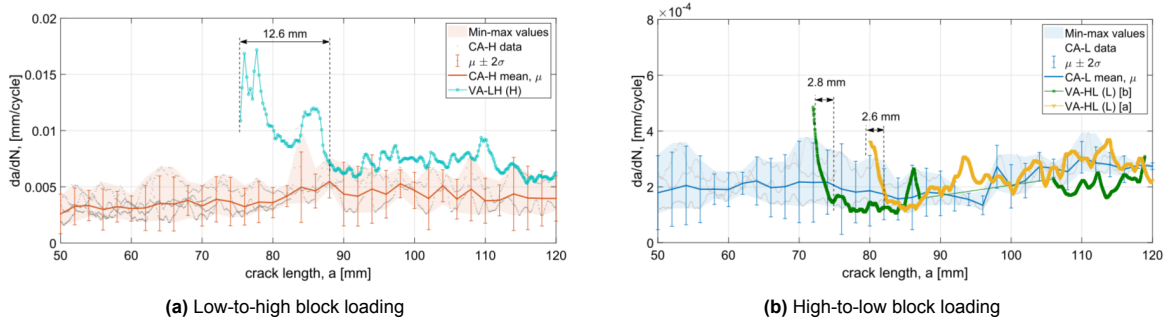 0.02
0.015
0.01
0.005
0
da/dN, [mm/cycle]
12.6 mm
Min-max values
CA-H data
μ ± 2σ
CA-H mean, μ
VA-LH (H)
50 60 70 80 90 100 110 120
crack length, a [mm]
(a) Low-to-high block loading
8 ×10⁻⁴
6
4
2
0
da/dN, [mm/cycle]
2.8 mm
2.6 mm
Min-max values
CA-L data
μ ± 2σ
CA-L mean, μ
VA-HL (L) [b]
VA-HL (L) [a]
50 60 70 80 90 100 110 120
crack length, a [mm]
(b) High-to-low block loading